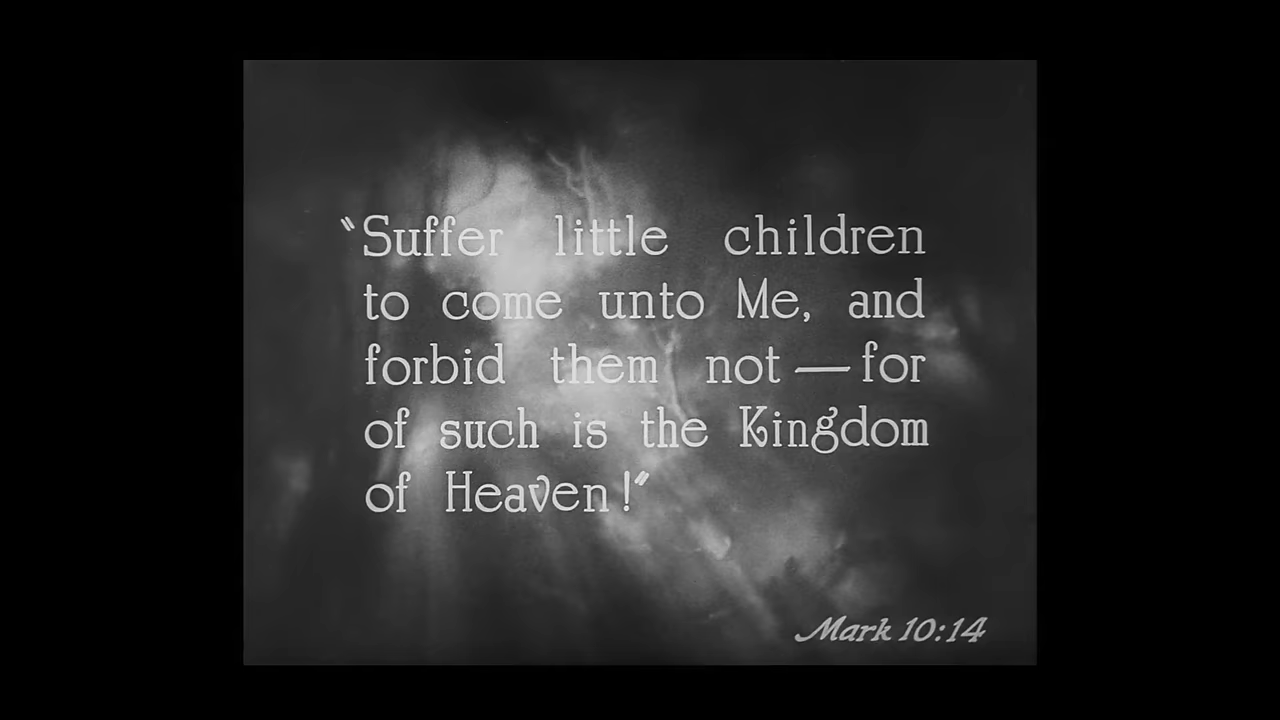 "Suffer little children
to come unto Me, and
forbid them not — for
of such is the Kingdom
of Heaven!"
Mark 10:14